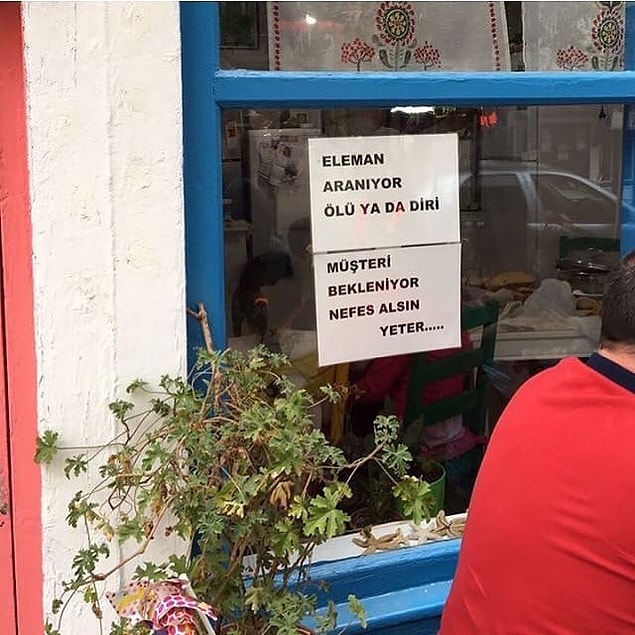 ELEMAN
ARANIYOR
ÖLÜ YA DA DİRİ
MÜŞTERİ
BEKLENİYOR
NEFES ALSIN
YETER.....